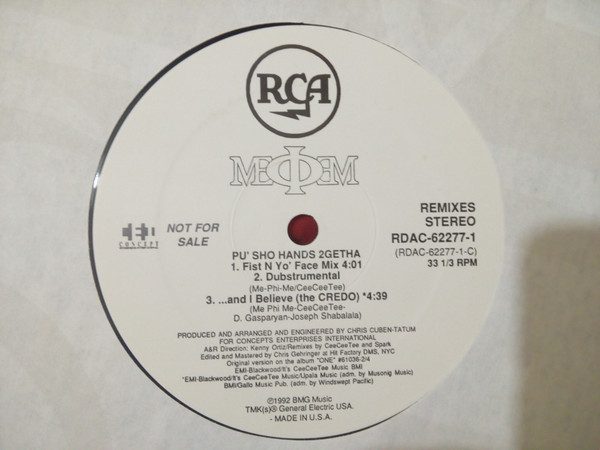 RCA
MEΦEM
CONCEPT
NOT FOR
SALE
REMIXES
STEREO
RDAC-62277-1
(RDAC-62277-1-C)
33 1/3 RPM
PU' SHO HANDS 2GETHA
1. Fist N Yo' Face Mix 4:01
2. Dubstrumental
(Me-Phi-Me/CeeCeeTee)
3. ...and I Believe (the CREDO) *4:39
(Me Phi Me-CeeCeeTee-
D. Gasparyan-Joseph Shabalala)
PRODUCED AND ARRANGED AND ENGINEERED BY CHRIS CUBEN-TATUM
FOR CONCEPTS ENTERPRISES INTERNATIONAL
A&R Direction: Kenny Ortiz/Remixes by CeeCeeTee and Spark
Edited and Mastered by Chris Gehringer at Hit Factory DMS, NYC
Original version on the album "ONE" #61036-2/4
EMI-Blackwood/It's CeeCeeTee Music BMI
*EMI-Blackwood/It's CeeCeeTee Music/Upala Music (adm. by Musonig Music)
BMI/Gallo Music Pub. (adm. by Windswept Pacific)
℗1992 BMG Music
TMK(s)® General Electric USA.
- MADE IN U.S.A.